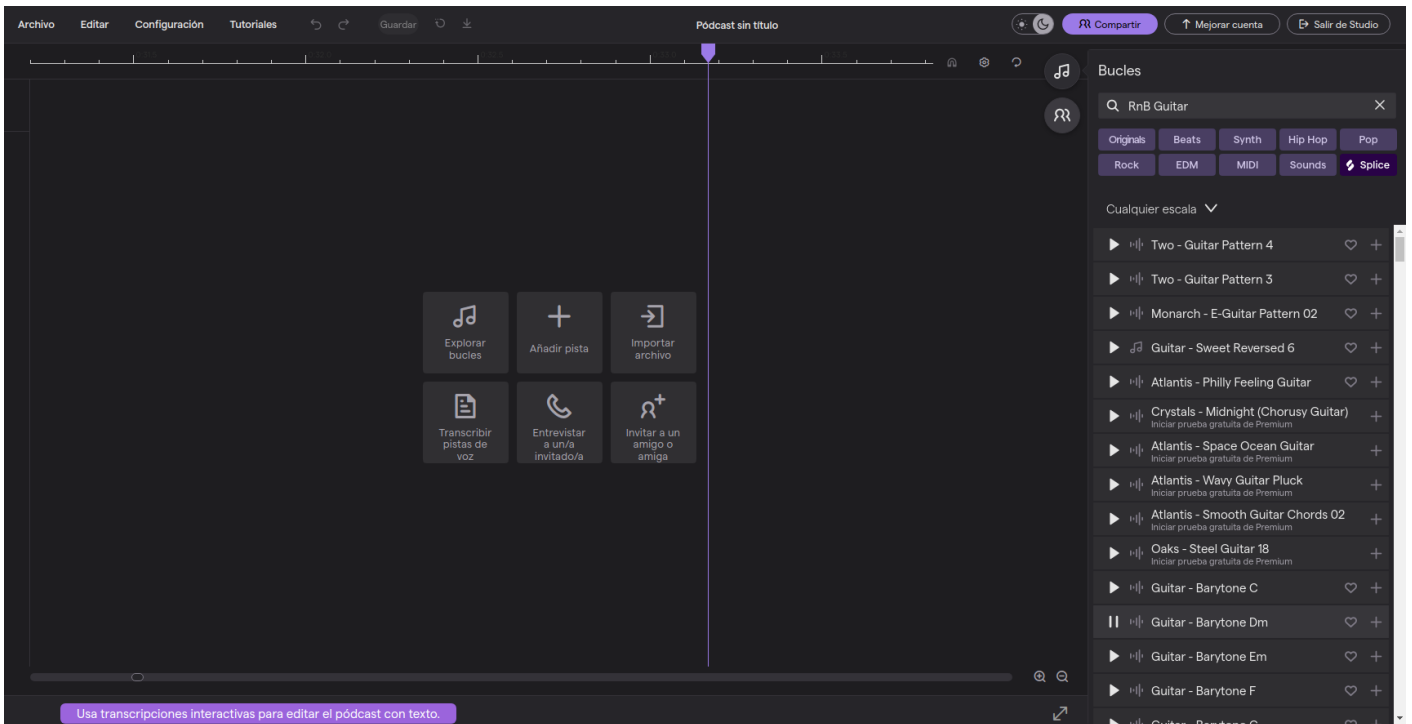 Archivo Editar Configuración Tutoriales Guardar Pódcast sin título Compartir Mejorar cuenta Salir de Studio
Bucles
RnB Guitar
Originals Beats Synth Hip Hop Pop
Rock EDM MIDI Sounds Splice
Cualquier escala
Two - Guitar Pattern 4
Two - Guitar Pattern 3
Monarch - E-Guitar Pattern 02
Guitar - Sweet Reversed 6
Atlantis - Philly Feeling Guitar
Crystals - Midnight (Chorusy Guitar)
Iniciar prueba gratuita de Premium
Atlantis - Space Ocean Guitar
Iniciar prueba gratuita de Premium
Atlantis - Wavy Guitar Pluck
Iniciar prueba gratuita de Premium
Atlantis - Smooth Guitar Chords 02
Iniciar prueba gratuita de Premium
Oaks - Steel Guitar 18
Iniciar prueba gratuita de Premium
Guitar - Barytone C
Guitar - Barytone Dm
Guitar - Barytone Em
Guitar - Barytone F
Explorar
bucles
Añadir pista
Importar
archivo
Transcribir
pistas de
voz
Entrevistar
a un/a
invitado/a
Invitar a un
amigo o
amiga
Usa transcripciones interactivas para editar el pódcast con texto.